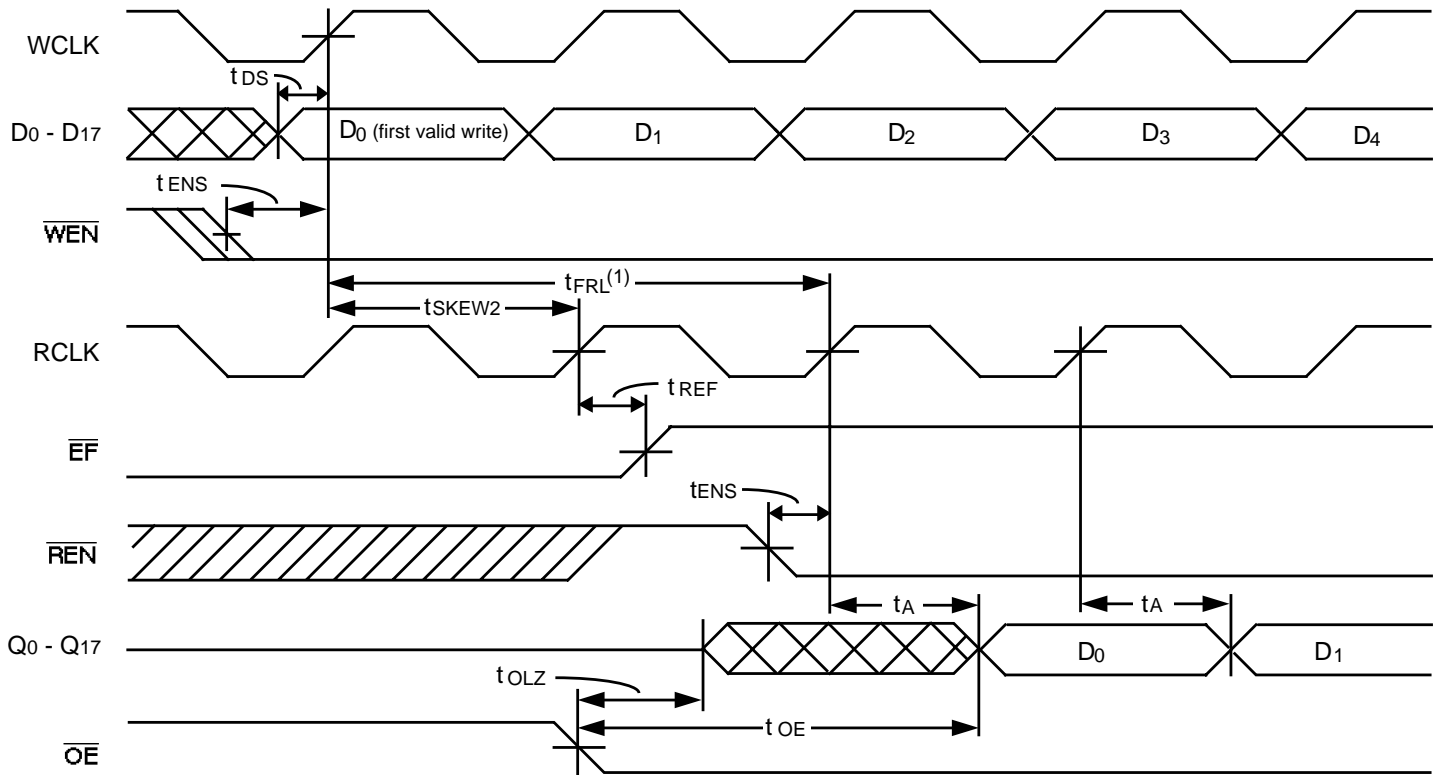 WCLK
tDS
D0 - D17
D0 (first valid write)
D1
D2
D3
D4
tENS
WEN
tFRL(1)
tSKEW2
RCLK
tREF
EF
tENS
REN
tA
tA
Q0 - Q17
D0
D1
tOLZ
tOE
OE